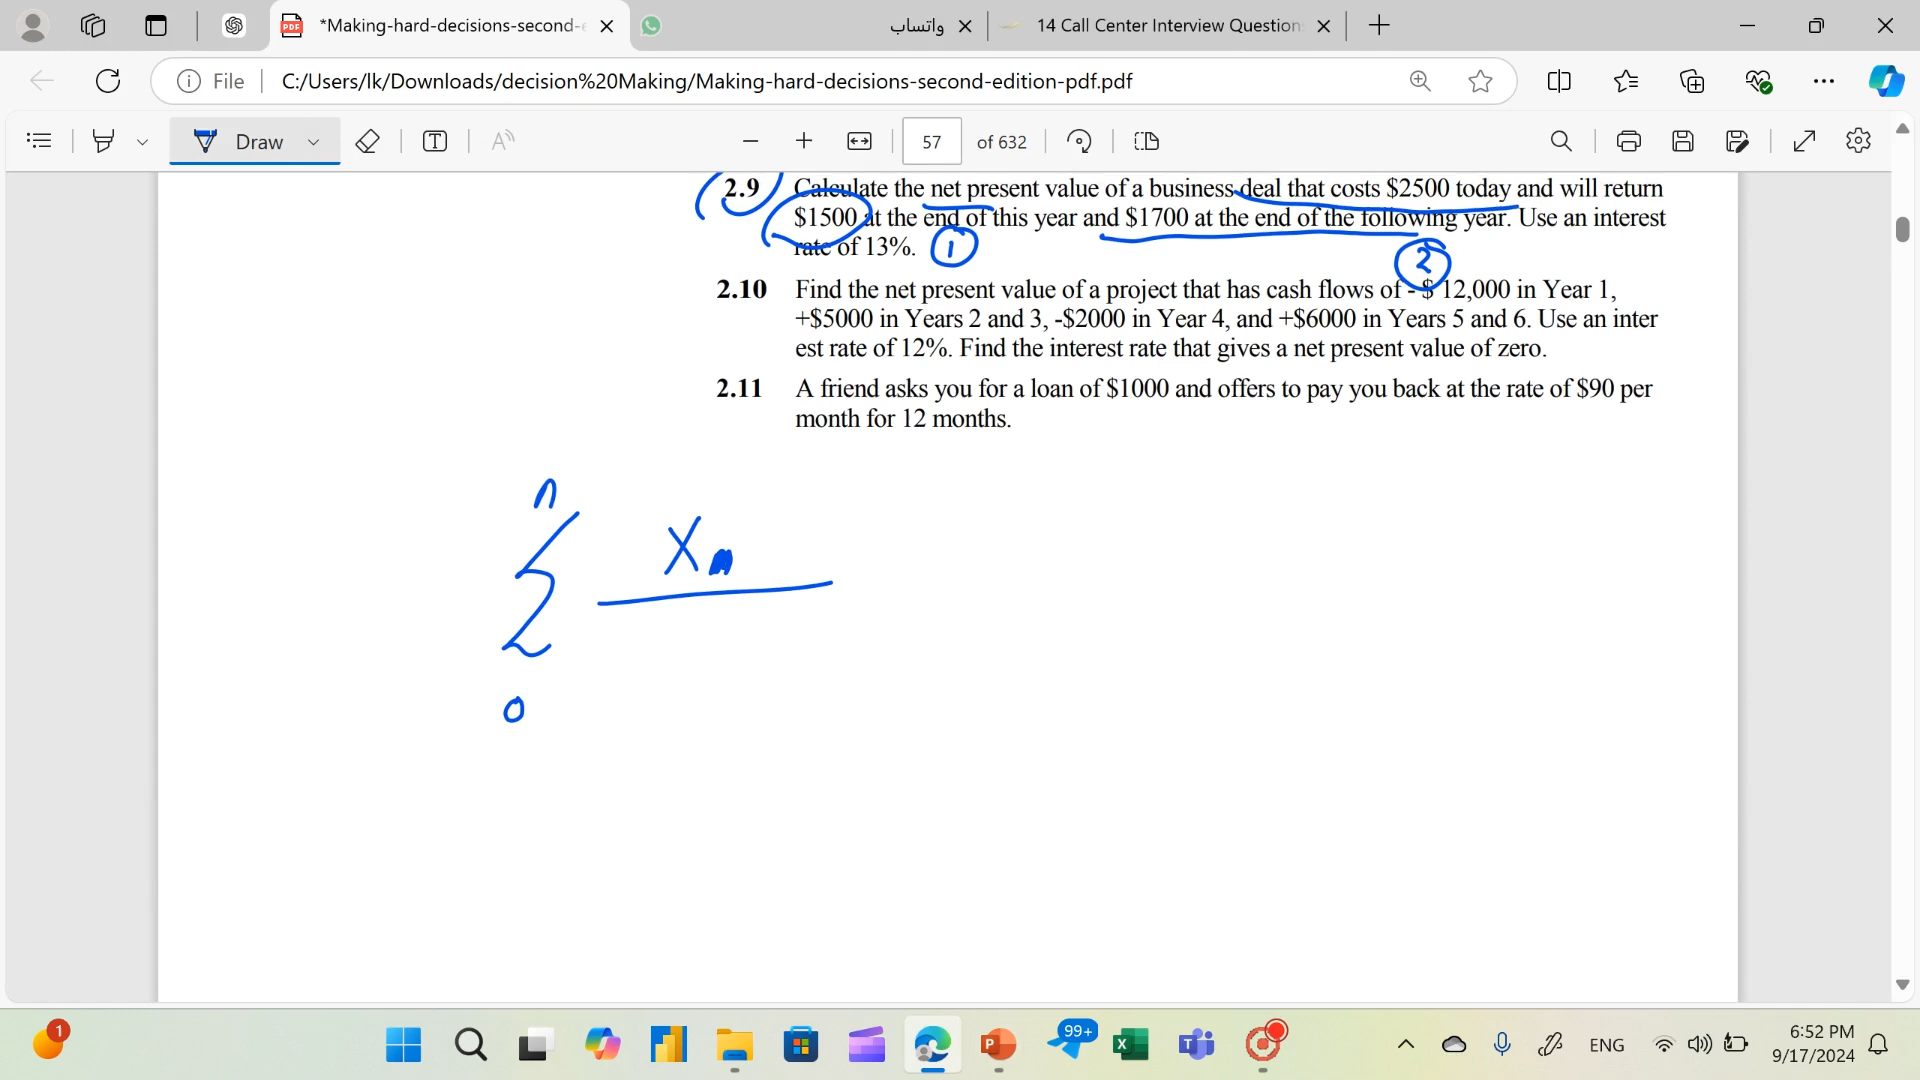 *Making-hard-decisions-second-e
واتساب
14 Call Center Interview Question
File
C:/Users/lk/Downloads/decision%20Making/Making-hard-decisions-second-edition-pdf.pdf
Draw
57 of 632
2.9 Calculate the net present value of a business deal that costs $2500 today and will return
$1500 at the end of this year and $1700 at the end of the following year. Use an interest
rate of 13%.
1
2
2.10 Find the net present value of a project that has cash flows of - $ 12,000 in Year 1,
+$5000 in Years 2 and 3, -$2000 in Year 4, and +$6000 in Years 5 and 6. Use an inter
est rate of 12%. Find the interest rate that gives a net present value of zero.
2.11 A friend asks you for a loan of $1000 and offers to pay you back at the rate of $90 per
month for 12 months.
n
Σ Xn
0
1
99+
ENG
6:52 PM
9/17/2024